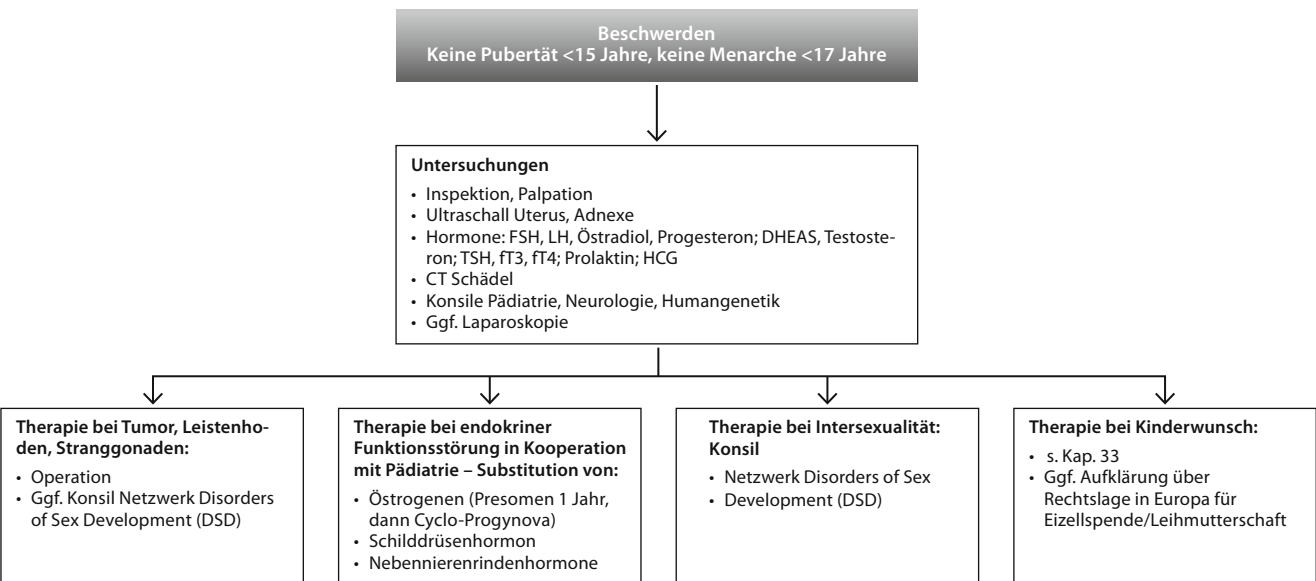 Beschwerden
Keine Pubertät <15 Jahre, keine Menarche <17 Jahre
Untersuchungen
• Inspektion, Palpation
• Ultraschall Uterus, Adnexe
• Hormone: FSH, LH, Östradiol, Progesteron; DHEAS, Testoste-
ron; TSH, fT3, fT4; Prolaktin; HCG
• CT Schädel
• Konsile Pädiatrie, Neurologie, Humangenetik
• Ggf. Laparoskopie
Therapie bei Tumor, Leistenho-
den, Stranggonaden:
• Operation
• Ggf. Konsil Netzwerk Disorders
of Sex Development (DSD)
Therapie bei endokriner
Funktionsstörung in Kooperation
mit Pädiatrie – Substitution von:
• Östrogenen (Presomen 1 Jahr,
dann Cyclo-Progynova)
• Schilddrüsenhormon
• Nebennierenrindenhormone
Therapie bei Intersexualität:
Konsil
• Netzwerk Disorders of Sex
• Development (DSD)
Therapie bei Kinderwunsch:
• s. Kap. 33
• Ggf. Aufklärung über
Rechtslage in Europa für
Eizellspende/Leihmutterschaft